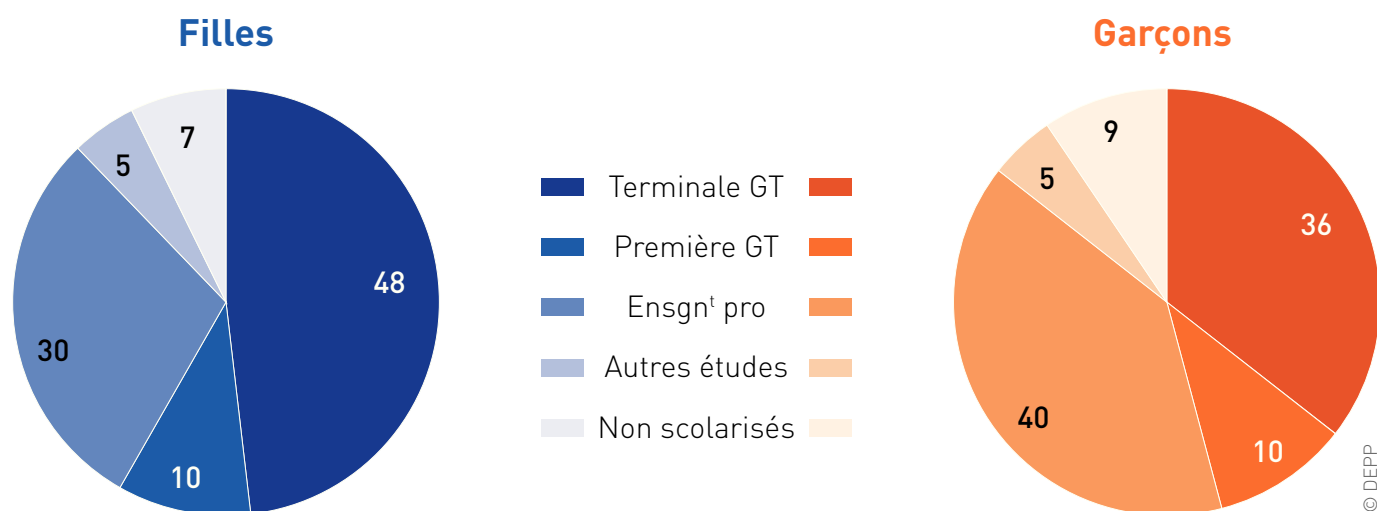 Filles
7
5
48
30
10
Terminale GT
Première GT
Ensgnᵗ pro
Autres études
Non scolarisés
Garçons
9
5
36
40
10
© DEPP